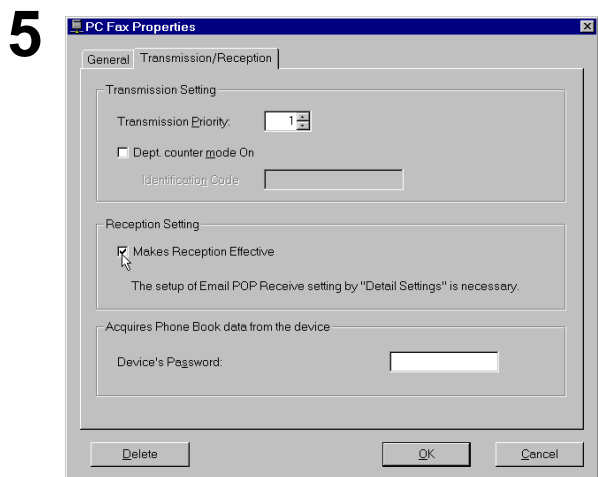 5
PC Fax Properties
General Transmission/Reception
Transmission Setting
Transmission Priority: 1
Dept. counter mode On
Identification Code
Reception Setting
Makes Reception Effective
The setup of Email POP Receive setting by "Detail Settings" is necessary.
Acquires Phone Book data from the device
Device's Password:
Delete OK Cancel